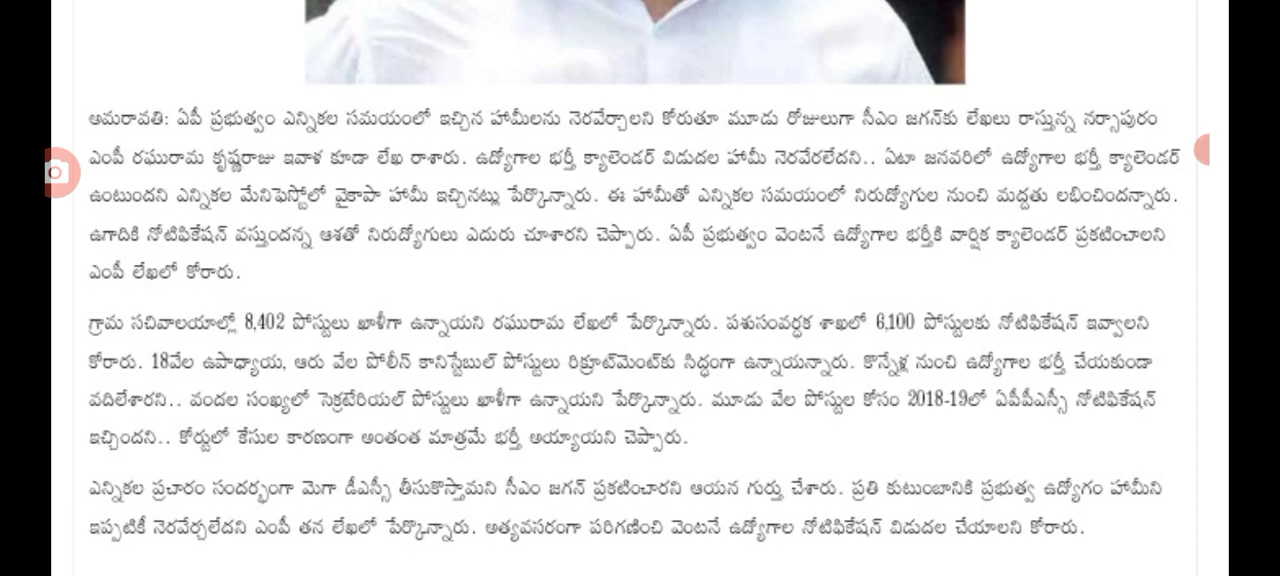 అమరావతి: ఏపీ ప్రభుత్వం ఎన్నికల సమయంలో ఇచ్చిన హామీలను నెరవేర్చాలని కోరుతూ మూడు రోజులుగా సీఎం జగన్‌కు లేఖలు రాస్తున్న నర్సాపురం
ఎంపీ రఘురామ కృష్ణరాజు ఇవాళ కూడా లేఖ రాశారు. ఉద్యోగాల భర్తీ క్యాలెండర్ విడుదల హామీ నెరవేరలేదని.. ఏటా జనవరిలో ఉద్యోగాల భర్తీ క్యాలెండర్
ఉంటుందని ఎన్నికల మేనిఫెస్టోలో వైకాపా హామీ ఇచ్చినట్లు పేర్కొన్నారు. ఈ హామీతో ఎన్నికల సమయంలో నిరుద్యోగుల నుంచి మద్దతు లభించిందన్నారు.
ఉగాదికి నోటిఫికేషన్ వస్తుందన్న ఆశతో నిరుద్యోగులు ఎదురు చూశారని చెప్పారు. ఏపీ ప్రభుత్వం వెంటనే ఉద్యోగాల భర్తీకి వార్షిక క్యాలెండర్ ప్రకటించాలని
ఎంపీ లేఖలో కోరారు.
గ్రామ సచివాలయాల్లో 8,402 పోస్టులు ఖాళీగా ఉన్నాయని రఘురామ లేఖలో పేర్కొన్నారు. పశుసంవర్ధక శాఖలో 6,100 పోస్టులకు నోటిఫికేషన్ ఇవ్వాలని
కోరారు. 18వేల ఉపాధ్యాయ, ఆరు వేల పోలీస్ కానిస్టేబుల్ పోస్టులు రిక్రూట్‌మెంట్‌కు సిద్ధంగా ఉన్నాయన్నారు. కొన్నేళ్ల నుంచి ఉద్యోగాల భర్తీ చేయకుండా
వదిలేశారని.. వందల సంఖ్యలో సెక్రటేరియల్ పోస్టులు ఖాళీగా ఉన్నాయని పేర్కొన్నారు. మూడు వేల పోస్టుల కోసం 2018-19లో ఏపీపీఎస్సీ నోటిఫికేషన్
ఇచ్చిందని.. కోర్టులో కేసుల కారణంగా అంతంత మాత్రమే భర్తీ అయ్యాయని చెప్పారు.
ఎన్నికల ప్రచారం సందర్భంగా మెగా డీఎస్సీ తీసుకొస్తామని సీఎం జగన్ ప్రకటించారని ఆయన గుర్తు చేశారు. ప్రతి కుటుంబానికి ప్రభుత్వ ఉద్యోగం హామీని
ఇప్పటికీ నెరవేర్చలేదని ఎంపీ తన లేఖలో పేర్కొన్నారు. అత్యవసరంగా పరిగణించి వెంటనే ఉద్యోగాల నోటిఫికేషన్ విడుదల చేయాలని కోరారు.